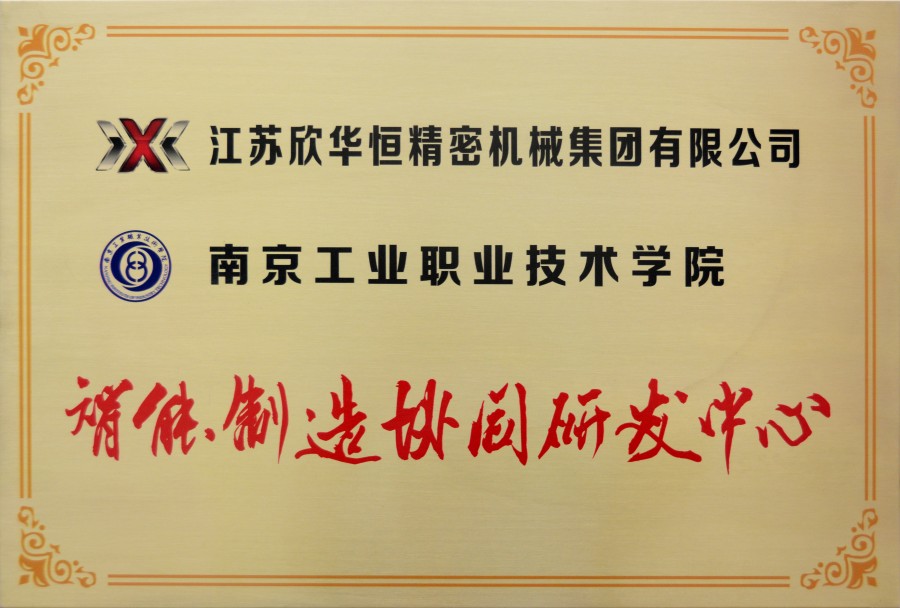 江苏欣华恒精密机械集团有限公司
南京工业职业技术学院
智能制造协同研发中心